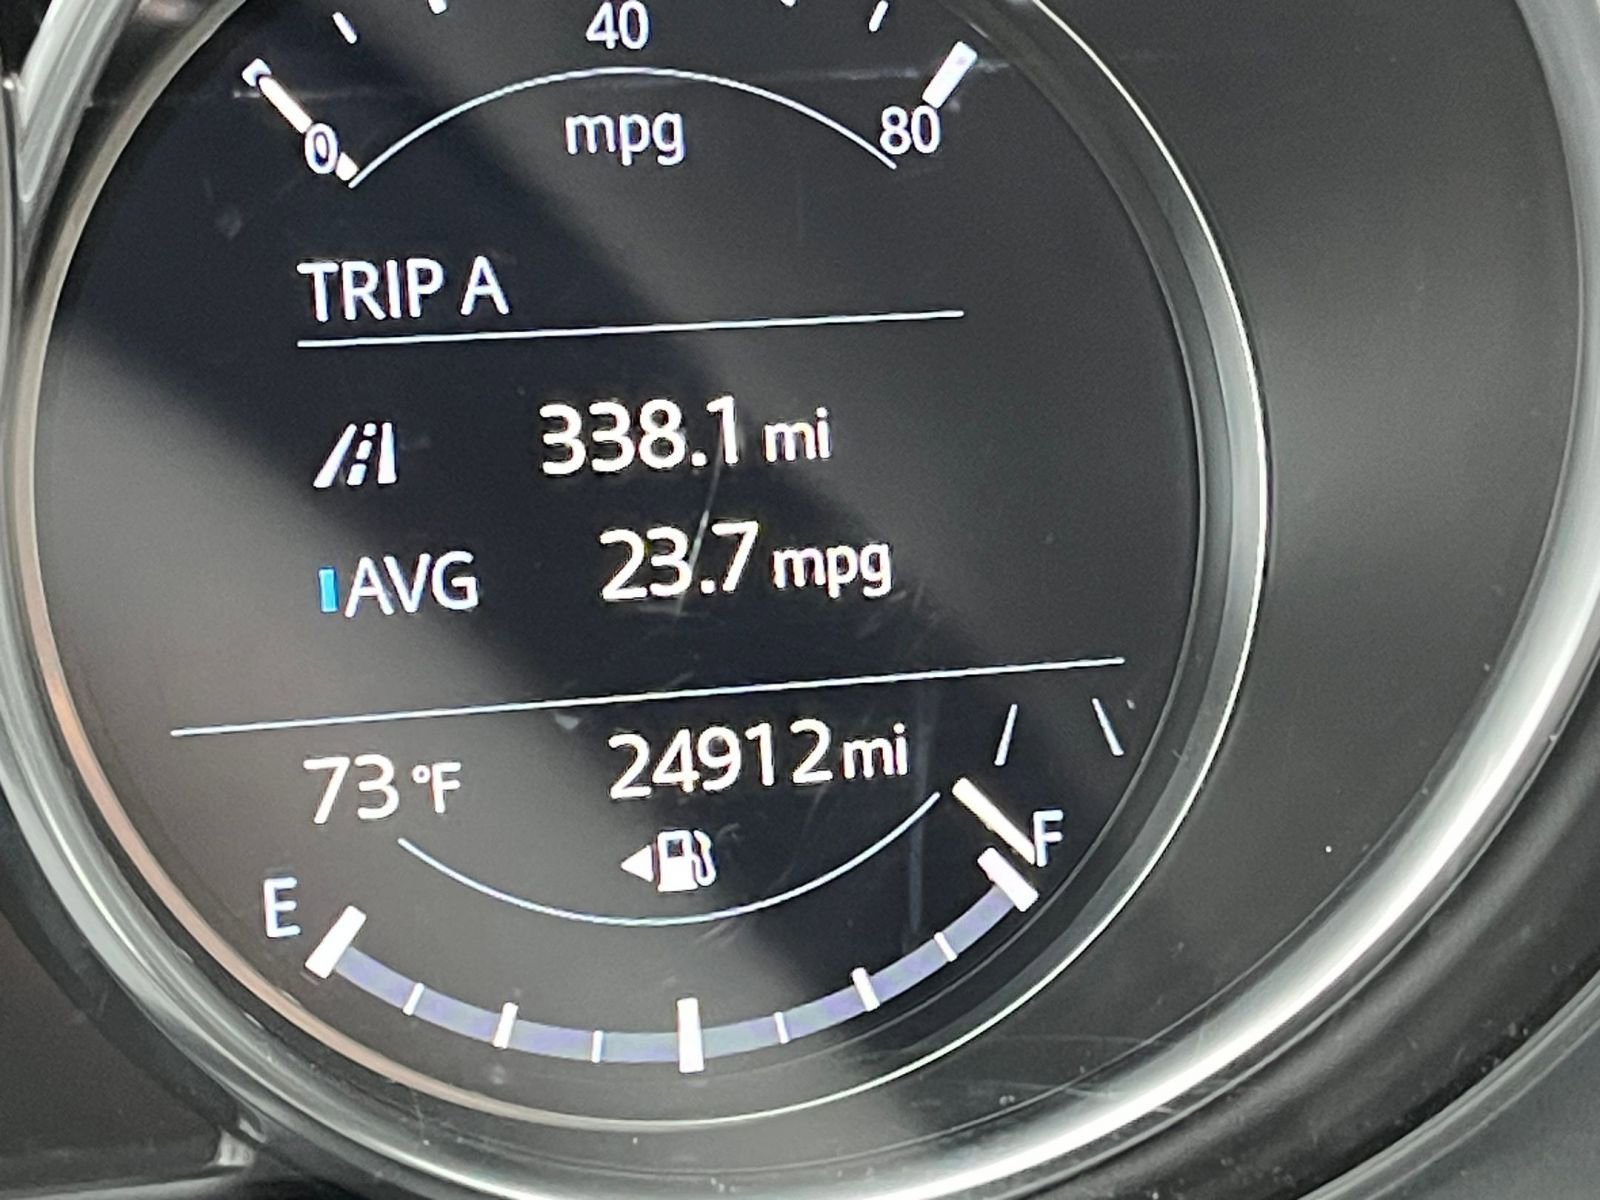 40
0 mpg 80
TRIP A
338.1 mi
AVG 23.7 mpg
73 °F 24912 mi
E F